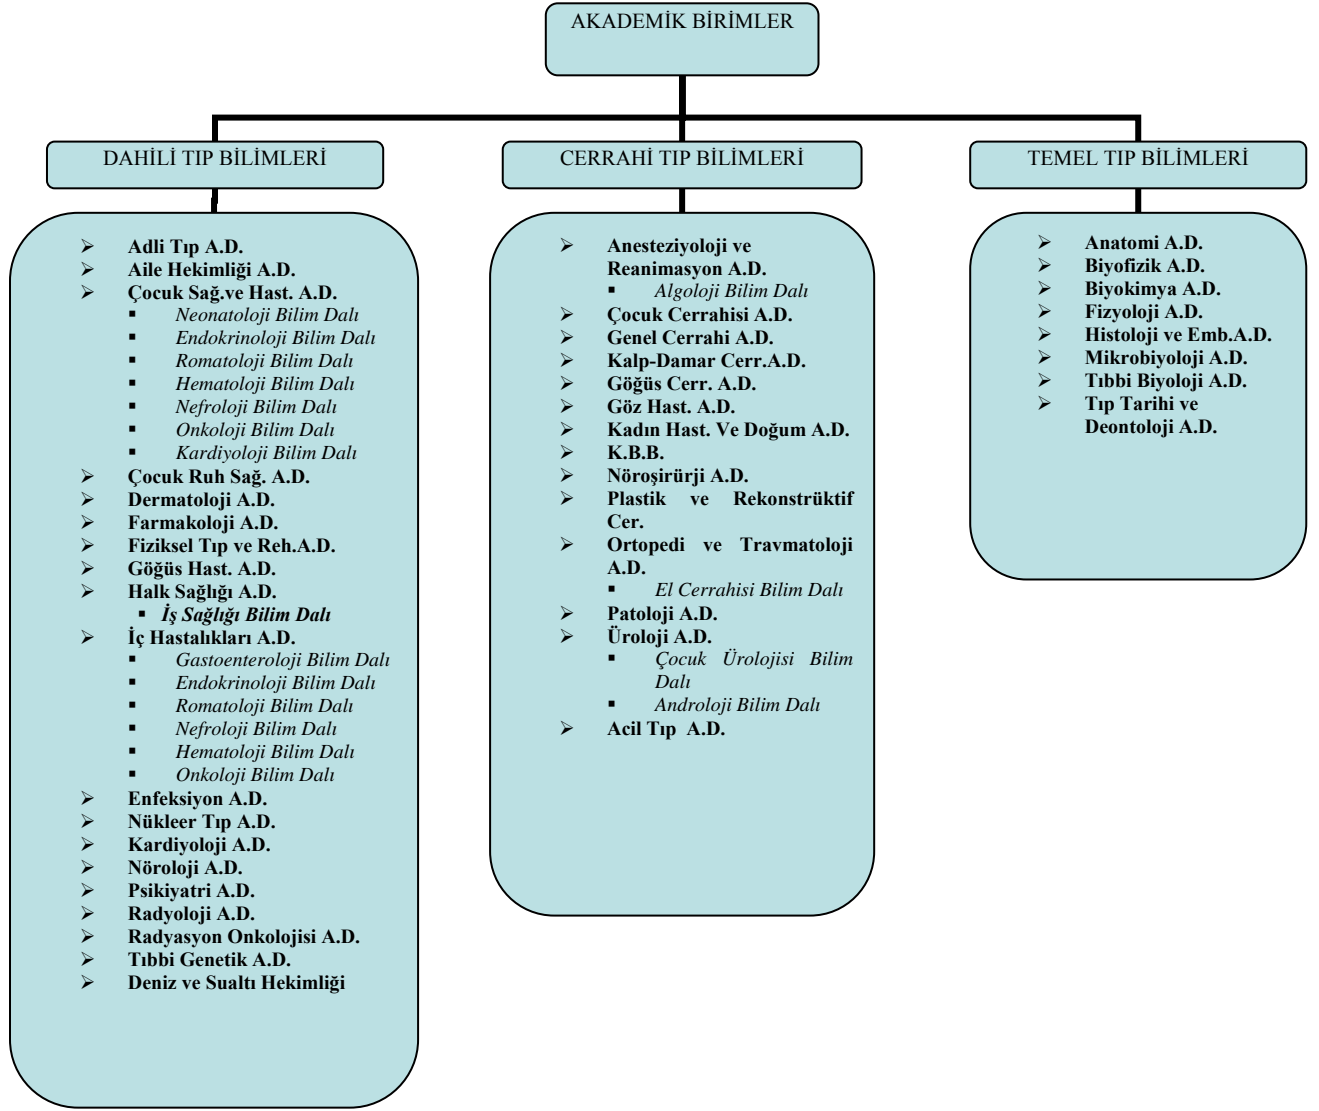 AKADEMİK BİRİMLER
DAHİLİ TIP BİLİMLERİ
Adli Tıp A.D.
Aile Hekimliği A.D.
Çocuk Sağ.ve Hast. A.D.
Neonatoloji Bilim Dalı
Endokrinoloji Bilim Dalı
Romatoloji Bilim Dalı
Hematoloji Bilim Dalı
Nefroloji Bilim Dalı
Onkoloji Bilim Dalı
Kardiyoloji Bilim Dalı
Çocuk Ruh Sağ. A.D.
Dermatoloji A.D.
Farmakoloji A.D.
Fiziksel Tıp ve Reh.A.D.
Göğüs Hast. A.D.
Halk Sağlığı A.D.
İş Sağlığı Bilim Dalı
İç Hastalıkları A.D.
Gastoenteroloji Bilim Dalı
Endokrinoloji Bilim Dalı
Romatoloji Bilim Dalı
Nefroloji Bilim Dalı
Hematoloji Bilim Dalı
Onkoloji Bilim Dalı
Enfeksiyon A.D.
Nükleer Tıp A.D.
Kardiyoloji A.D.
Nöroloji A.D.
Psikiyatri A.D.
Radyoloji A.D.
Radyasyon Onkolojisi A.D.
Tıbbi Genetik A.D.
Deniz ve Sualtı Hekimliği
CERRAHİ TIP BİLİMLERİ
Anesteziyoloji ve
Reanimasyon A.D.
Algoloji Bilim Dalı
Çocuk Cerrahisi A.D.
Genel Cerrahi A.D.
Kalp-Damar Cerr.A.D.
Göğüs Cerr. A.D.
Göz Hast. A.D.
Kadın Hast. Ve Doğum A.D.
K.B.B.
Nöroşirürji A.D.
Plastik ve Rekonstrüktif
Cer.
Ortopedi ve Travmatoloji
A.D.
El Cerrahisi Bilim Dalı
Patoloji A.D.
Üroloji A.D.
Çocuk Ürolojisi Bilim
Dalı
Androloji Bilim Dalı
Acil Tıp A.D.
TEMEL TIP BİLİMLERİ
Anatomi A.D.
Biyofizik A.D.
Biyokimya A.D.
Fizyoloji A.D.
Histoloji ve Emb.A.D.
Mikrobiyoloji A.D.
Tıbbi Biyoloji A.D.
Tıp Tarihi ve
Deontoloji A.D.